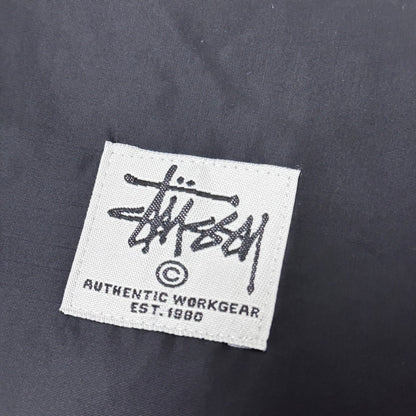 Stüssy
©
AUTHENTIC WORKGEAR
EST. 1980